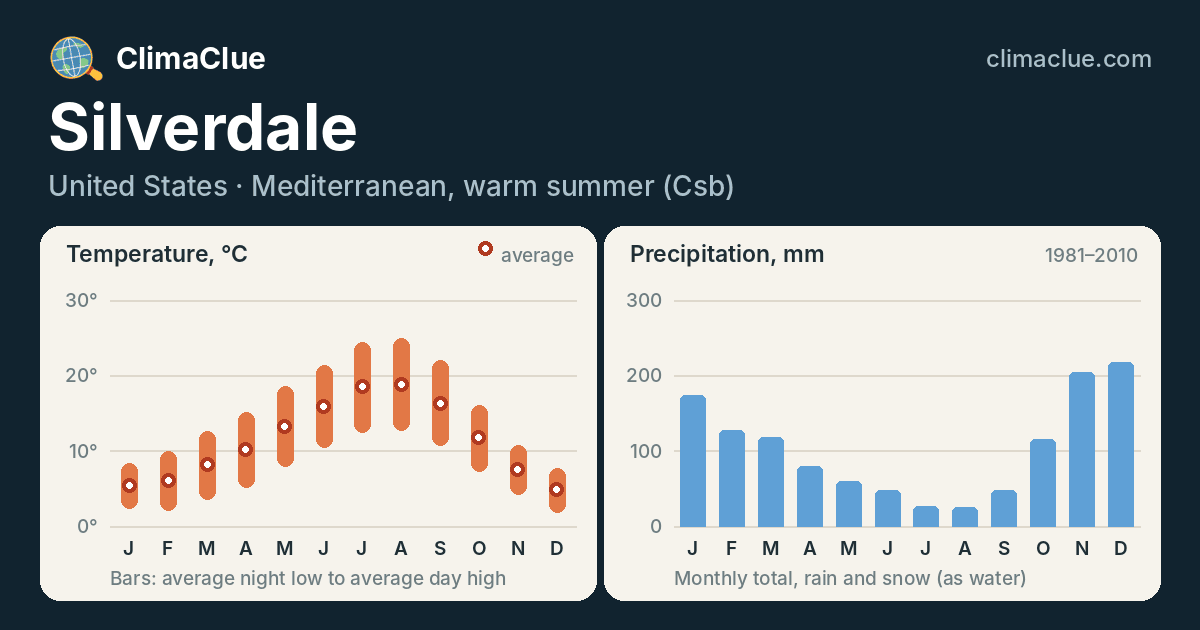 ClimaClue
climaclue.com
Silverdale
United States · Mediterranean, warm summer (Csb)
Temperature, °C
average
30°
20°
10°
0°
J F M A M J J A S O N D
Bars: average night low to average day high
Precipitation, mm
1981–2010
300
200
100
0
J F M A M J J A S O N D
Monthly total, rain and snow (as water)